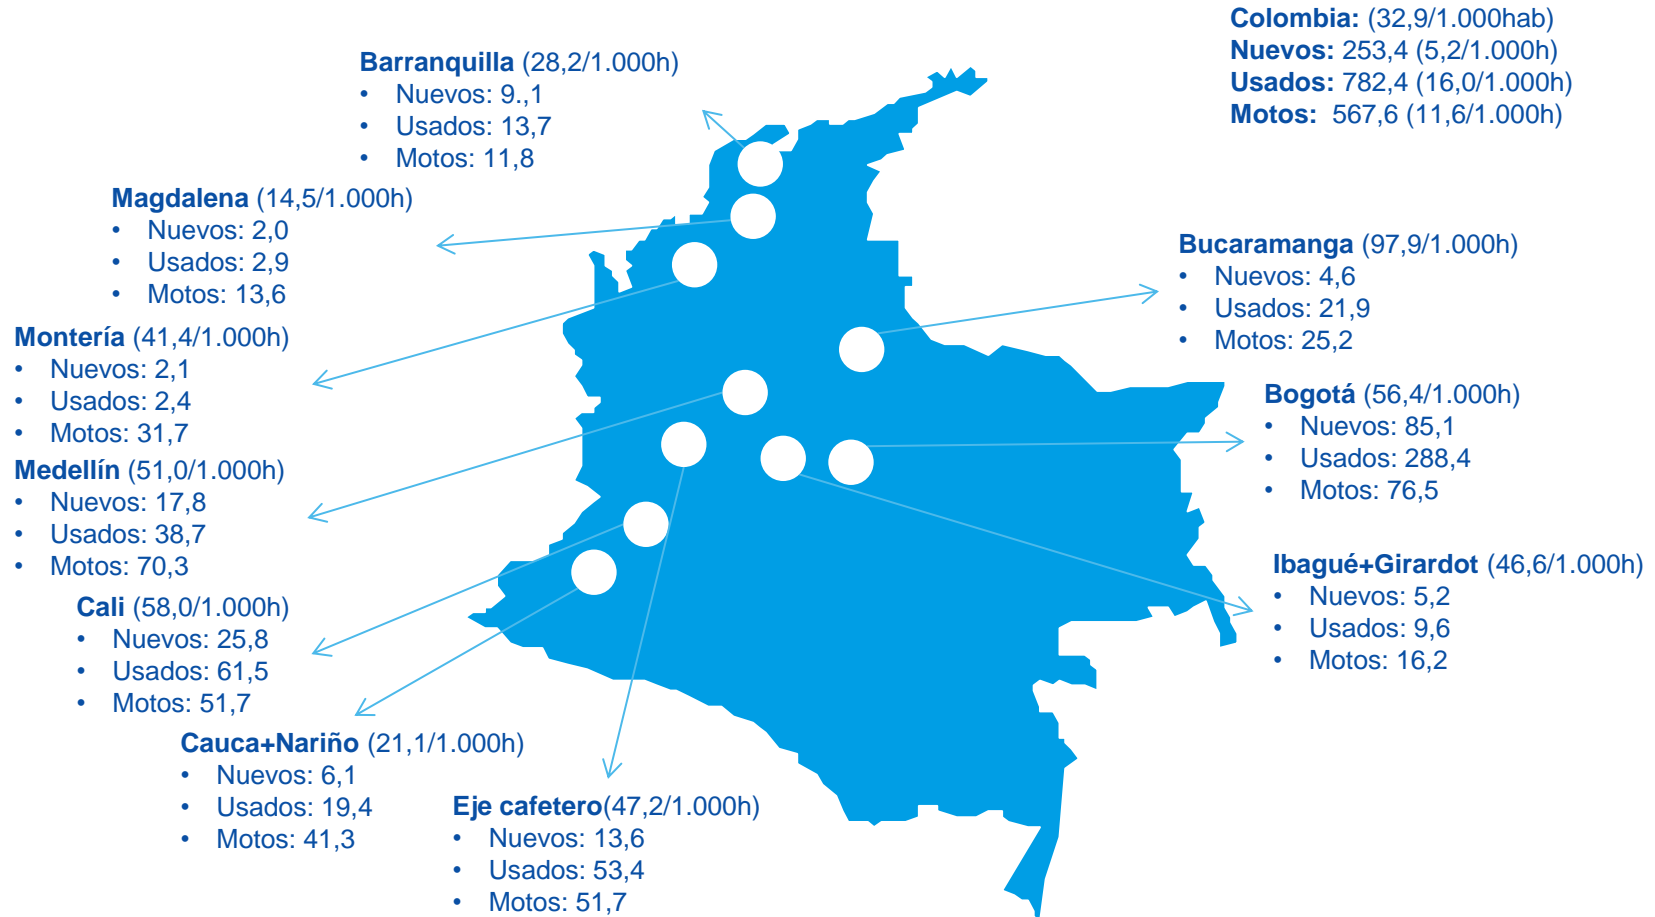 Colombia: (32,9/1.000hab)
Nuevos: 253,4 (5,2/1.000h)
Usados: 782,4 (16,0/1.000h)
Motos: 567,6 (11,6/1.000h)
Barranquilla (28,2/1.000h)
• Nuevos: 9.,1
• Usados: 13,7
• Motos: 11,8
Magdalena (14,5/1.000h)
• Nuevos: 2,0
• Usados: 2,9
• Motos: 13,6
Montería (41,4/1.000h)
• Nuevos: 2,1
• Usados: 2,4
• Motos: 31,7
Medellín (51,0/1.000h)
• Nuevos: 17,8
• Usados: 38,7
• Motos: 70,3
Cali (58,0/1.000h)
• Nuevos: 25,8
• Usados: 61,5
• Motos: 51,7
Cauca+Nariño (21,1/1.000h)
• Nuevos: 6,1
• Usados: 19,4
• Motos: 41,3
Eje cafetero(47,2/1.000h)
• Nuevos: 13,6
• Usados: 53,4
• Motos: 51,7
Bucaramanga (97,9/1.000h)
• Nuevos: 4,6
• Usados: 21,9
• Motos: 25,2
Bogotá (56,4/1.000h)
• Nuevos: 85,1
• Usados: 288,4
• Motos: 76,5
Ibagué+Girardot (46,6/1.000h)
• Nuevos: 5,2
• Usados: 9,6
• Motos: 16,2